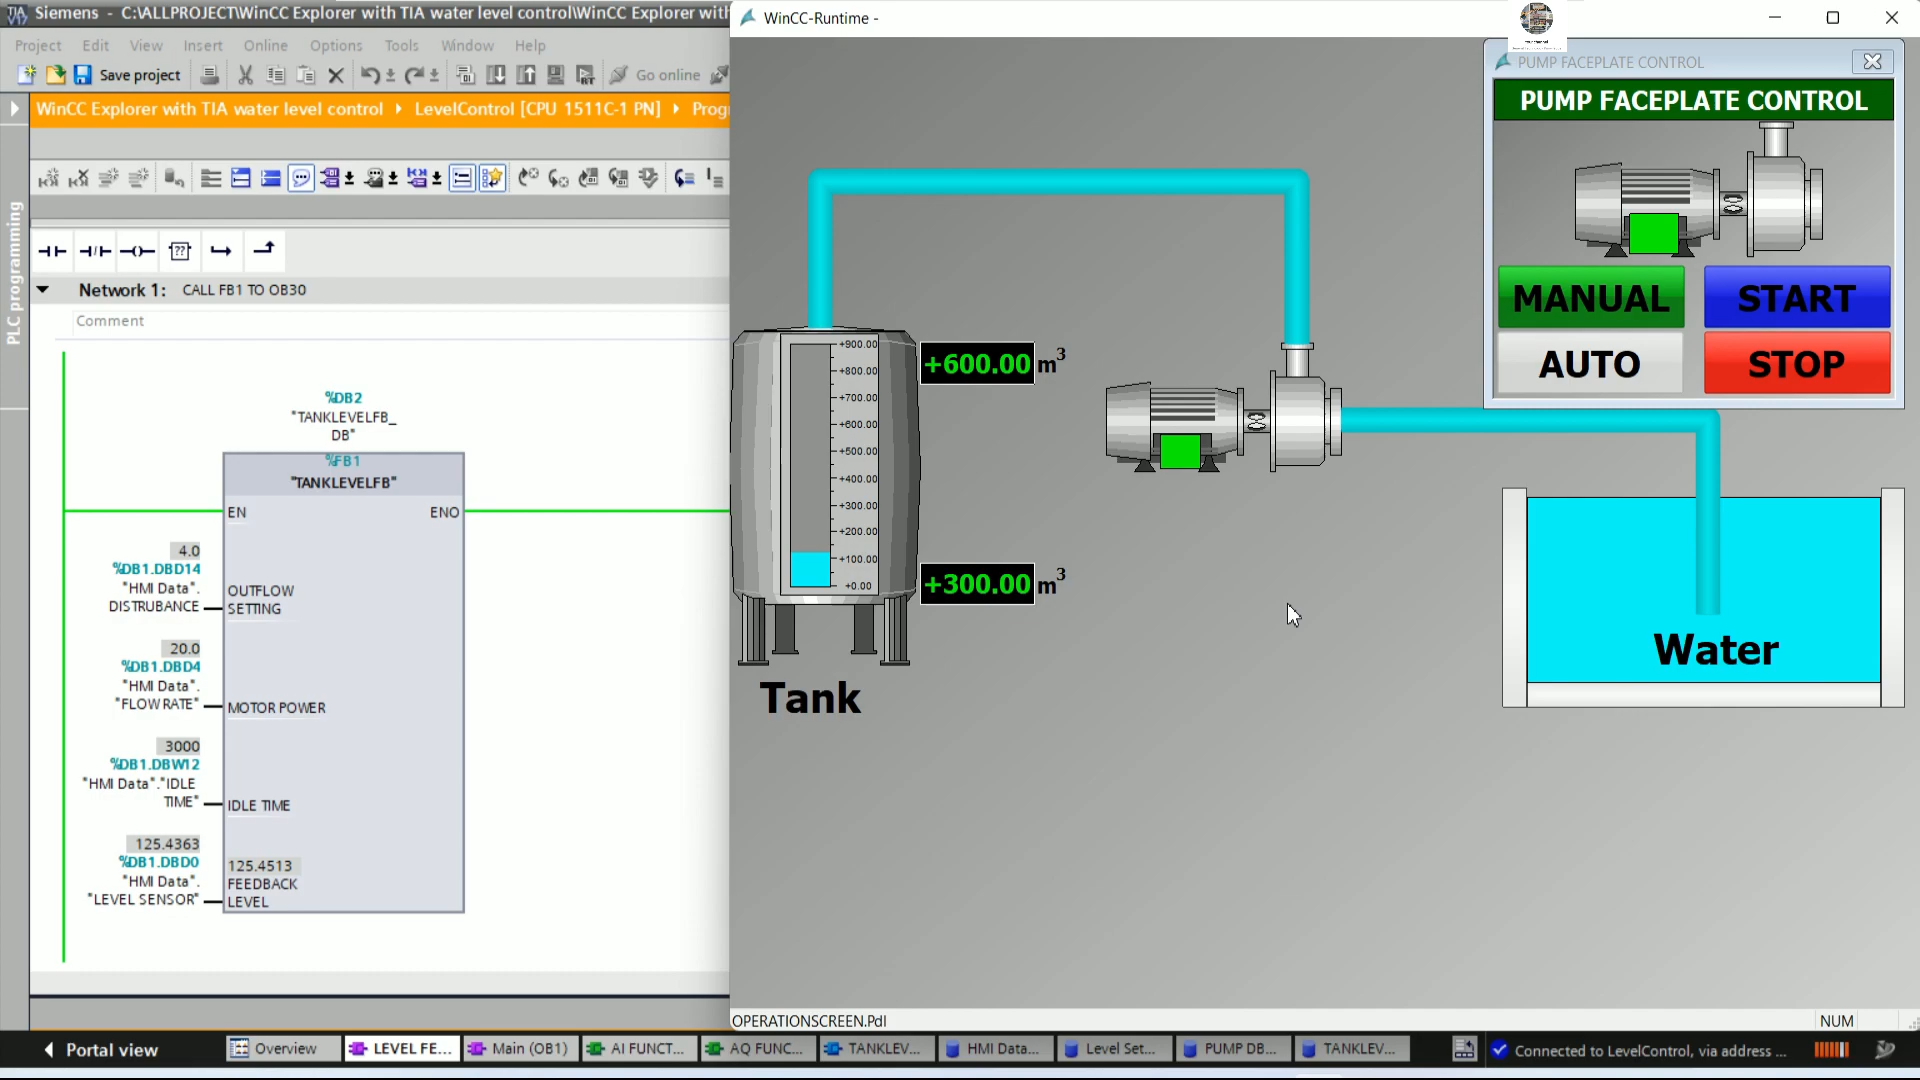 Siemens - C:\ALLPROJECT\WinCC Explorer with TIA water level control\WinCC Explorer with
Project Edit View Insert Online Options Tools Window Help
Save project Go online
WinCC Explorer with TIA water level control LevelControl [CPU 1511C-1 PN] Prog
PLC programming
Network 1: CALL FB1 TO OB30
Comment
%DB2
"TANKLEVELFB_
DB"
%FB1
"TANKLEVELFB"
EN ENO
4.0
%DB1.DBD14
"HMI Data".
DISTRUBANCE
OUTFLOW
SETTING
20.0
%DB1.DBD4
"HMI Data".
"FLOW RATE"
MOTOR POWER
3000
%DB1.DBW12
"HMI Data"."IDLE
TIME"
IDLE TIME
125.4363
%DB1.DBD0
"HMI Data".
"LEVEL SENSOR"
125.4513
FEEDBACK
LEVEL
WinCC-Runtime -
+900.00
+800.00
+700.00
+600.00
+500.00
+400.00
+300.00
+200.00
+100.00
+0.00
+600.00 m³
+300.00 m³
Tank
PUMP FACEPLATE CONTROL
PUMP FACEPLATE CONTROL
MANUAL START
AUTO STOP
Water
OPERATIONSCREEN.Pdl
NUM
Portal view Overview LEVEL FE... Main (OB1) AI FUNCT... AQ FUNC... TANKLEV... HMI Data... Level Set... PUMP DB... TANKLEV... Connected to LevelControl, via address ...